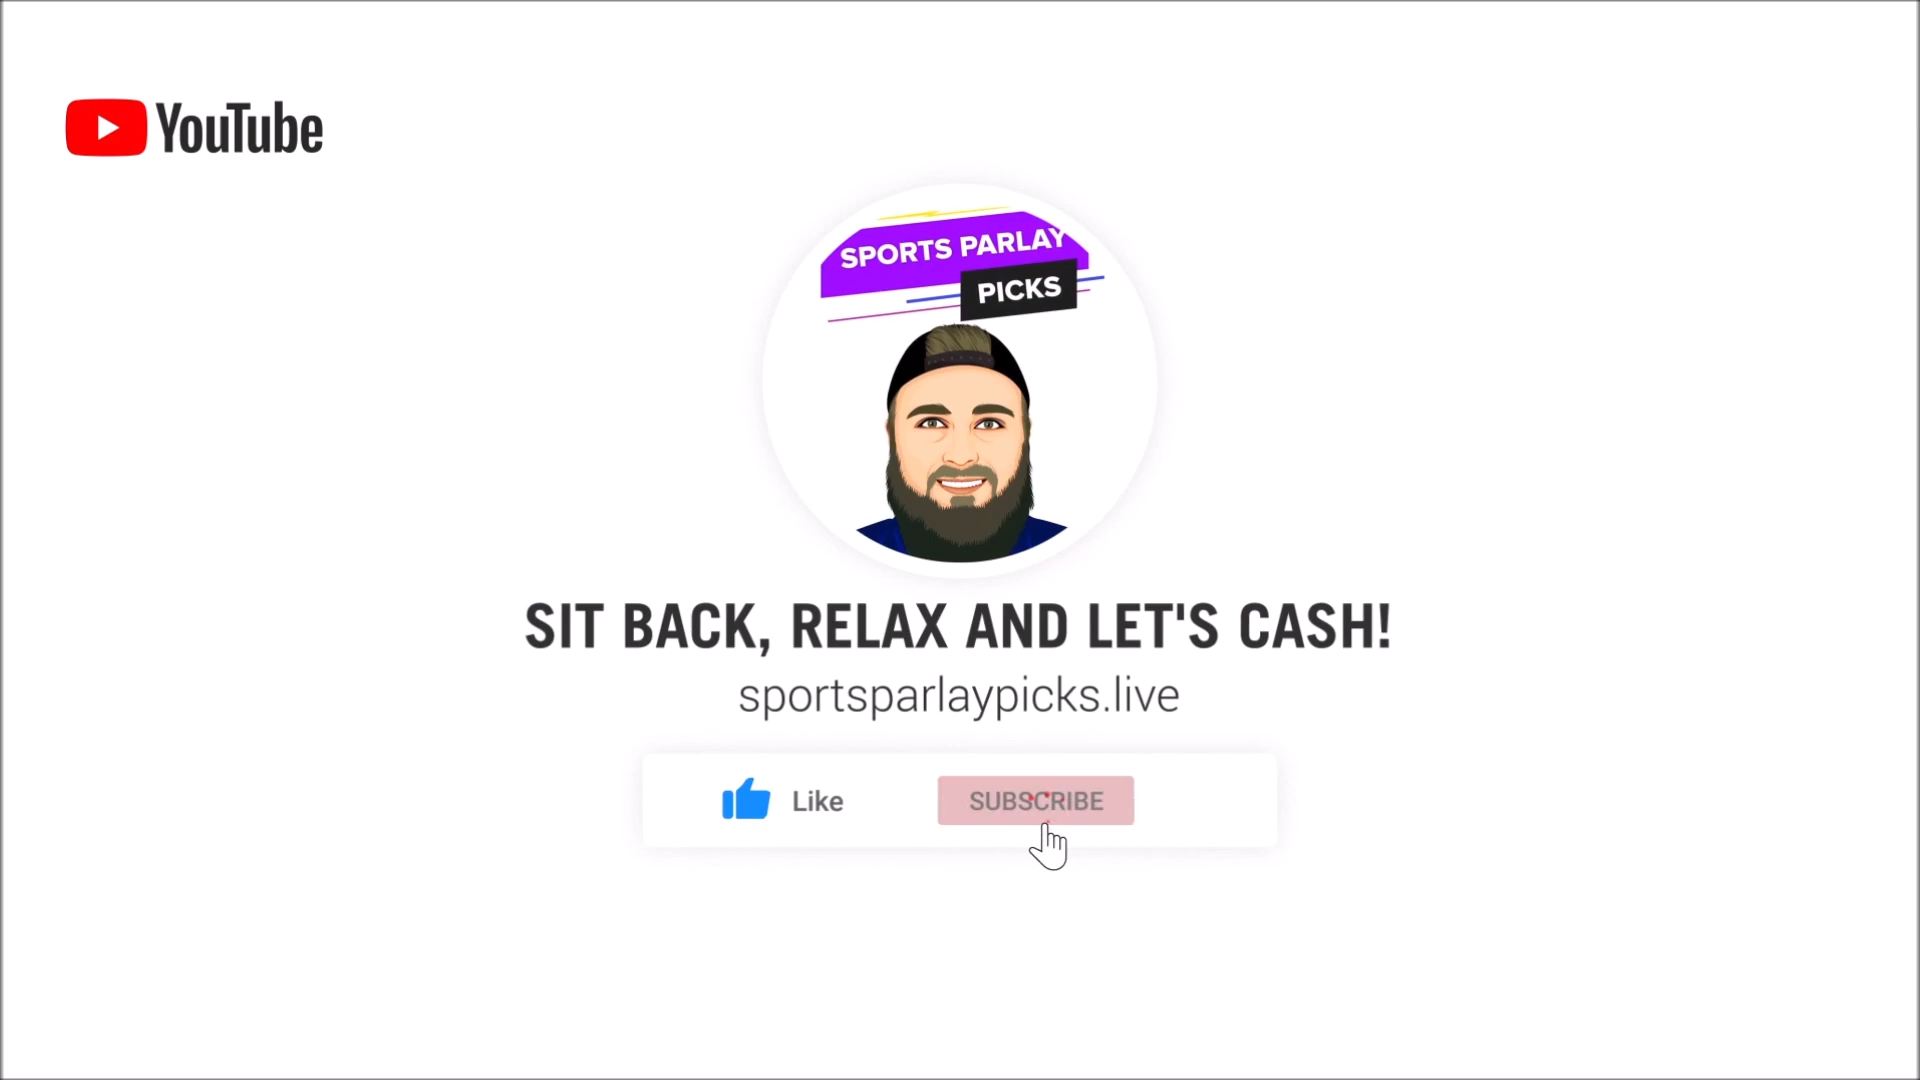 YouTube
SPORTS PARLAY
PICKS
SIT BACK, RELAX AND LET'S CASH!
sportsparlaypicks.live
Like
SUBSCRIBE